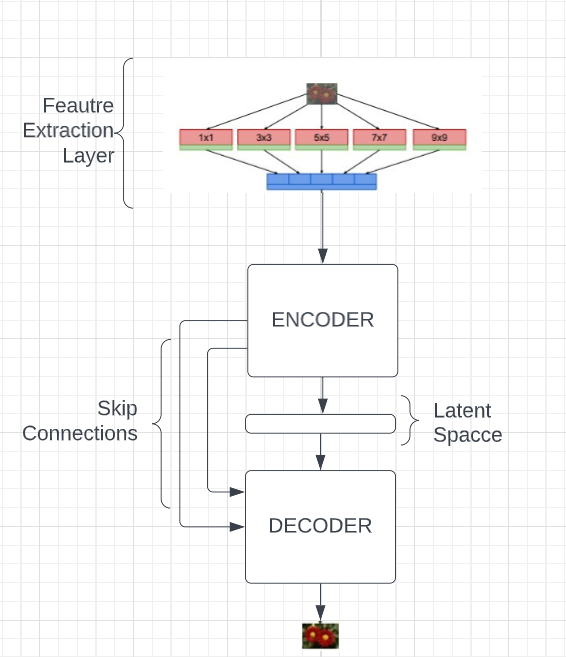 Feautre
Extraction
Layer
1x1 3x3 5x5 7x7 9x9
ENCODER
Skip
Connections
Latent
Spacce
DECODER